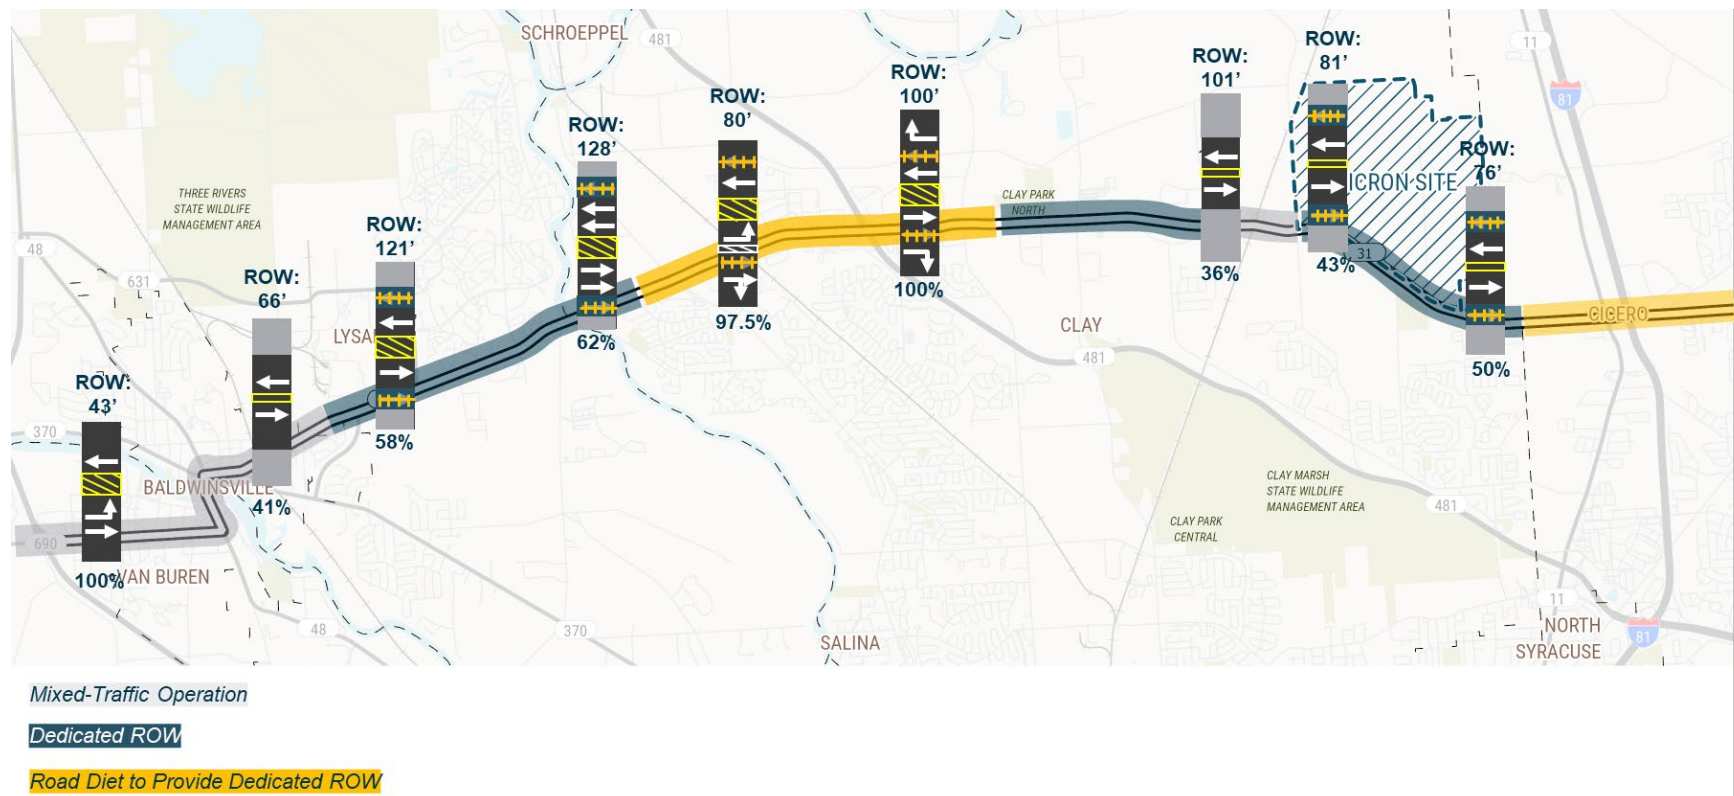 SCHROEPPEL
481
11
ROW:
81’
ROW:
101’
ROW:
100’
81
ROW:
80’
ROW:
128’
ROW:
76’
ICRON SITE
THREE RIVERS
STATE WILDLIFE
MANAGEMENT AREA
CLAY PARK
NORTH
ROW:
121’
48
31
43%
36%
631
ROW:
66’
100%
97.5%
CICERO
LYSA
CLAY
62%
481
50%
ROW:
43’
370
58%
BALDWINSVILLE
41%
CLAY MARSH
STATE WILDLIFE
MANAGEMENT AREA
481
CLAY PARK
CENTRAL
690
100%
VAN BUREN
11
48
370
SALINA
NORTH
SYRACUSE
81
Mixed-Traffic Operation
Dedicated ROW
Road Diet to Provide Dedicated ROW